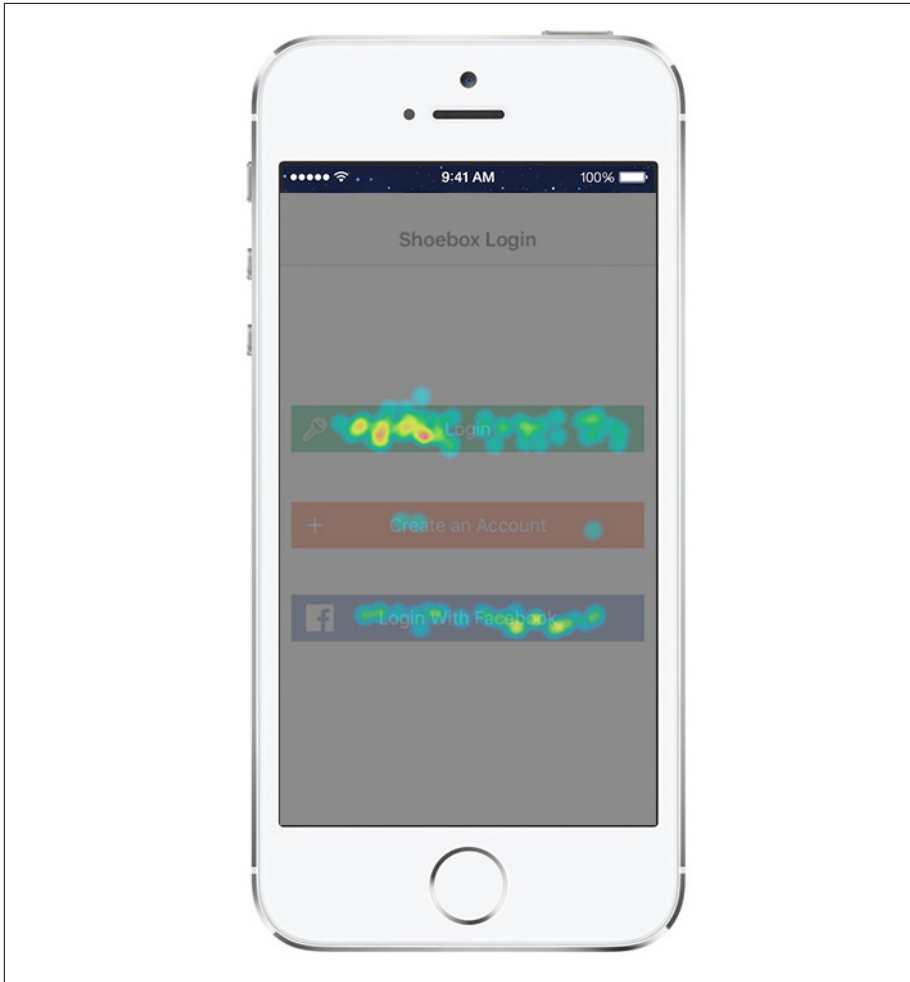 9:41 AM 100%
Shoebox Login
Login
+ Create an Account
f Login With Facebook